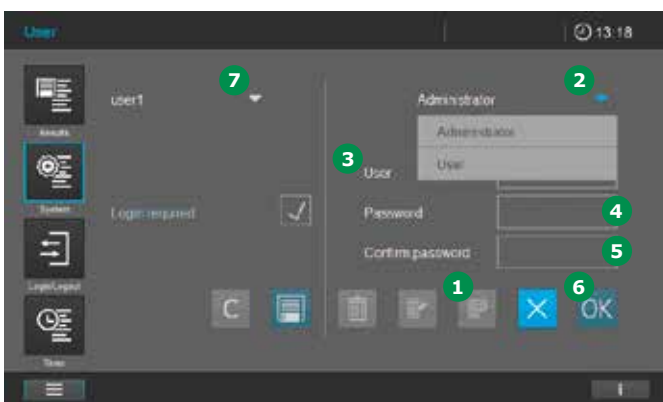 User
13:18
7
2
user1
Administrator
Results
Administrator
3
User
User
System
Login required
Password
4
Confirm password
5
Login/Logout
1
6
C
OK
Timer
i